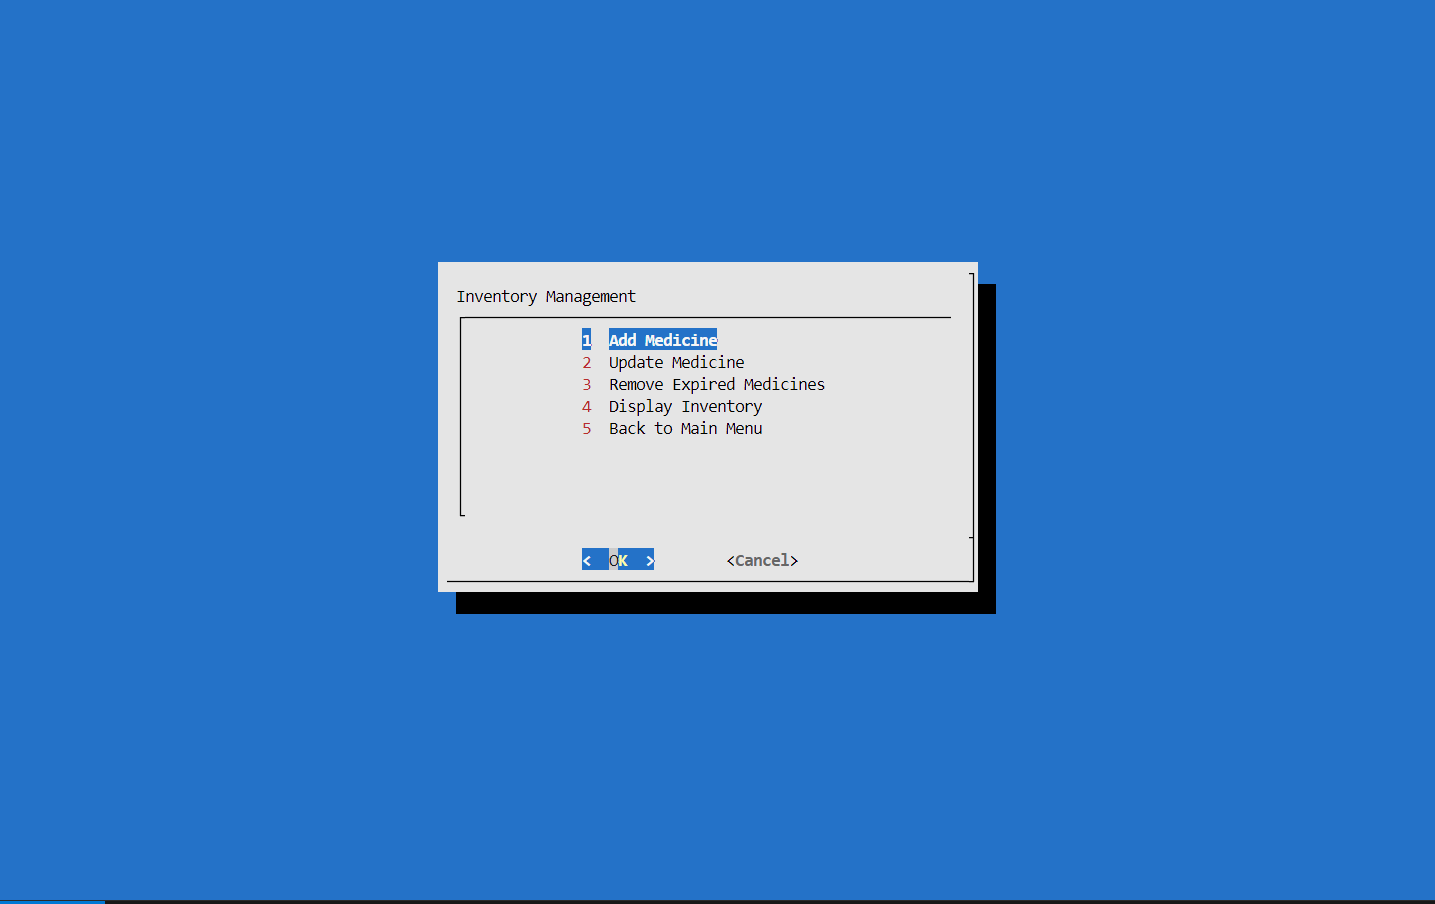 Inventory Management
1 Add Medicine
2 Update Medicine
3 Remove Expired Medicines
4 Display Inventory
5 Back to Main Menu
< OK > <Cancel>